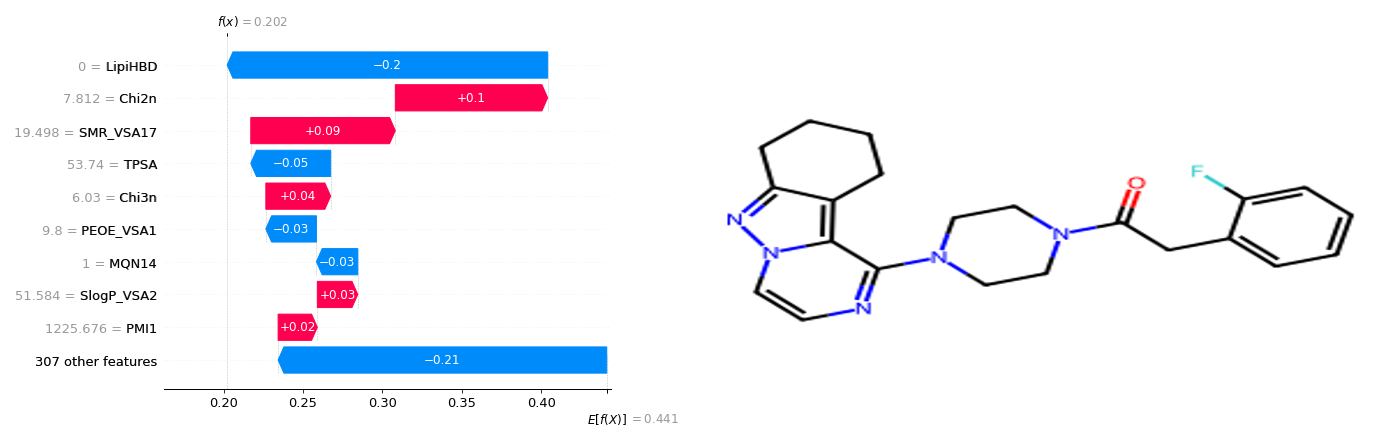 f(x) = 0.202
0 = LipiHBD
−0.2
7.812 = Chi2n
+0.1
19.498 = SMR_VSA17
+0.09
53.74 = TPSA
−0.05
6.03 = Chi3n
+0.04
9.8 = PEOE_VSA1
−0.03
1 = MQN14
−0.03
51.584 = SlogP_VSA2
+0.03
1225.676 = PMI1
+0.02
307 other features
−0.21
0.20 0.25 0.30 0.35 0.40
E[f(X)] = 0.441
F
O
N
N
N
N
N